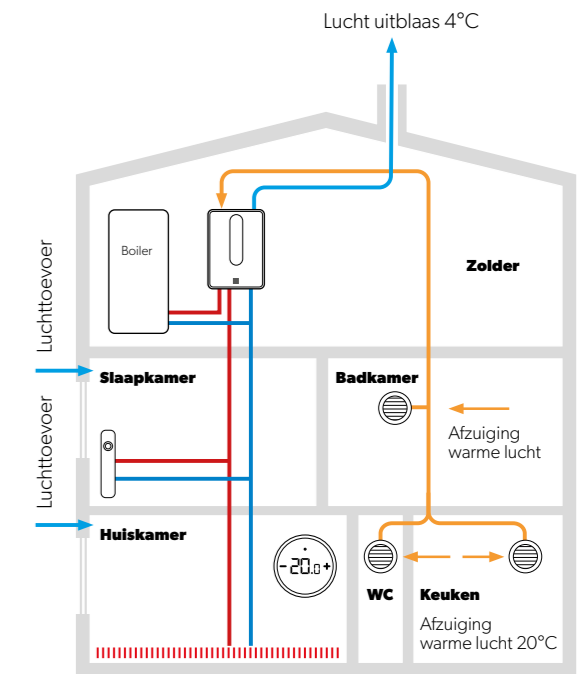 Lucht uitblaas 4°C
Boiler
Zolder
Luchttoevoer
Slaapkamer
Badkamer
Afzuiging
warme lucht
Luchttoevoer
Huiskamer
-20.0+
WC
Keuken
Afzuiging
warme lucht 20°C